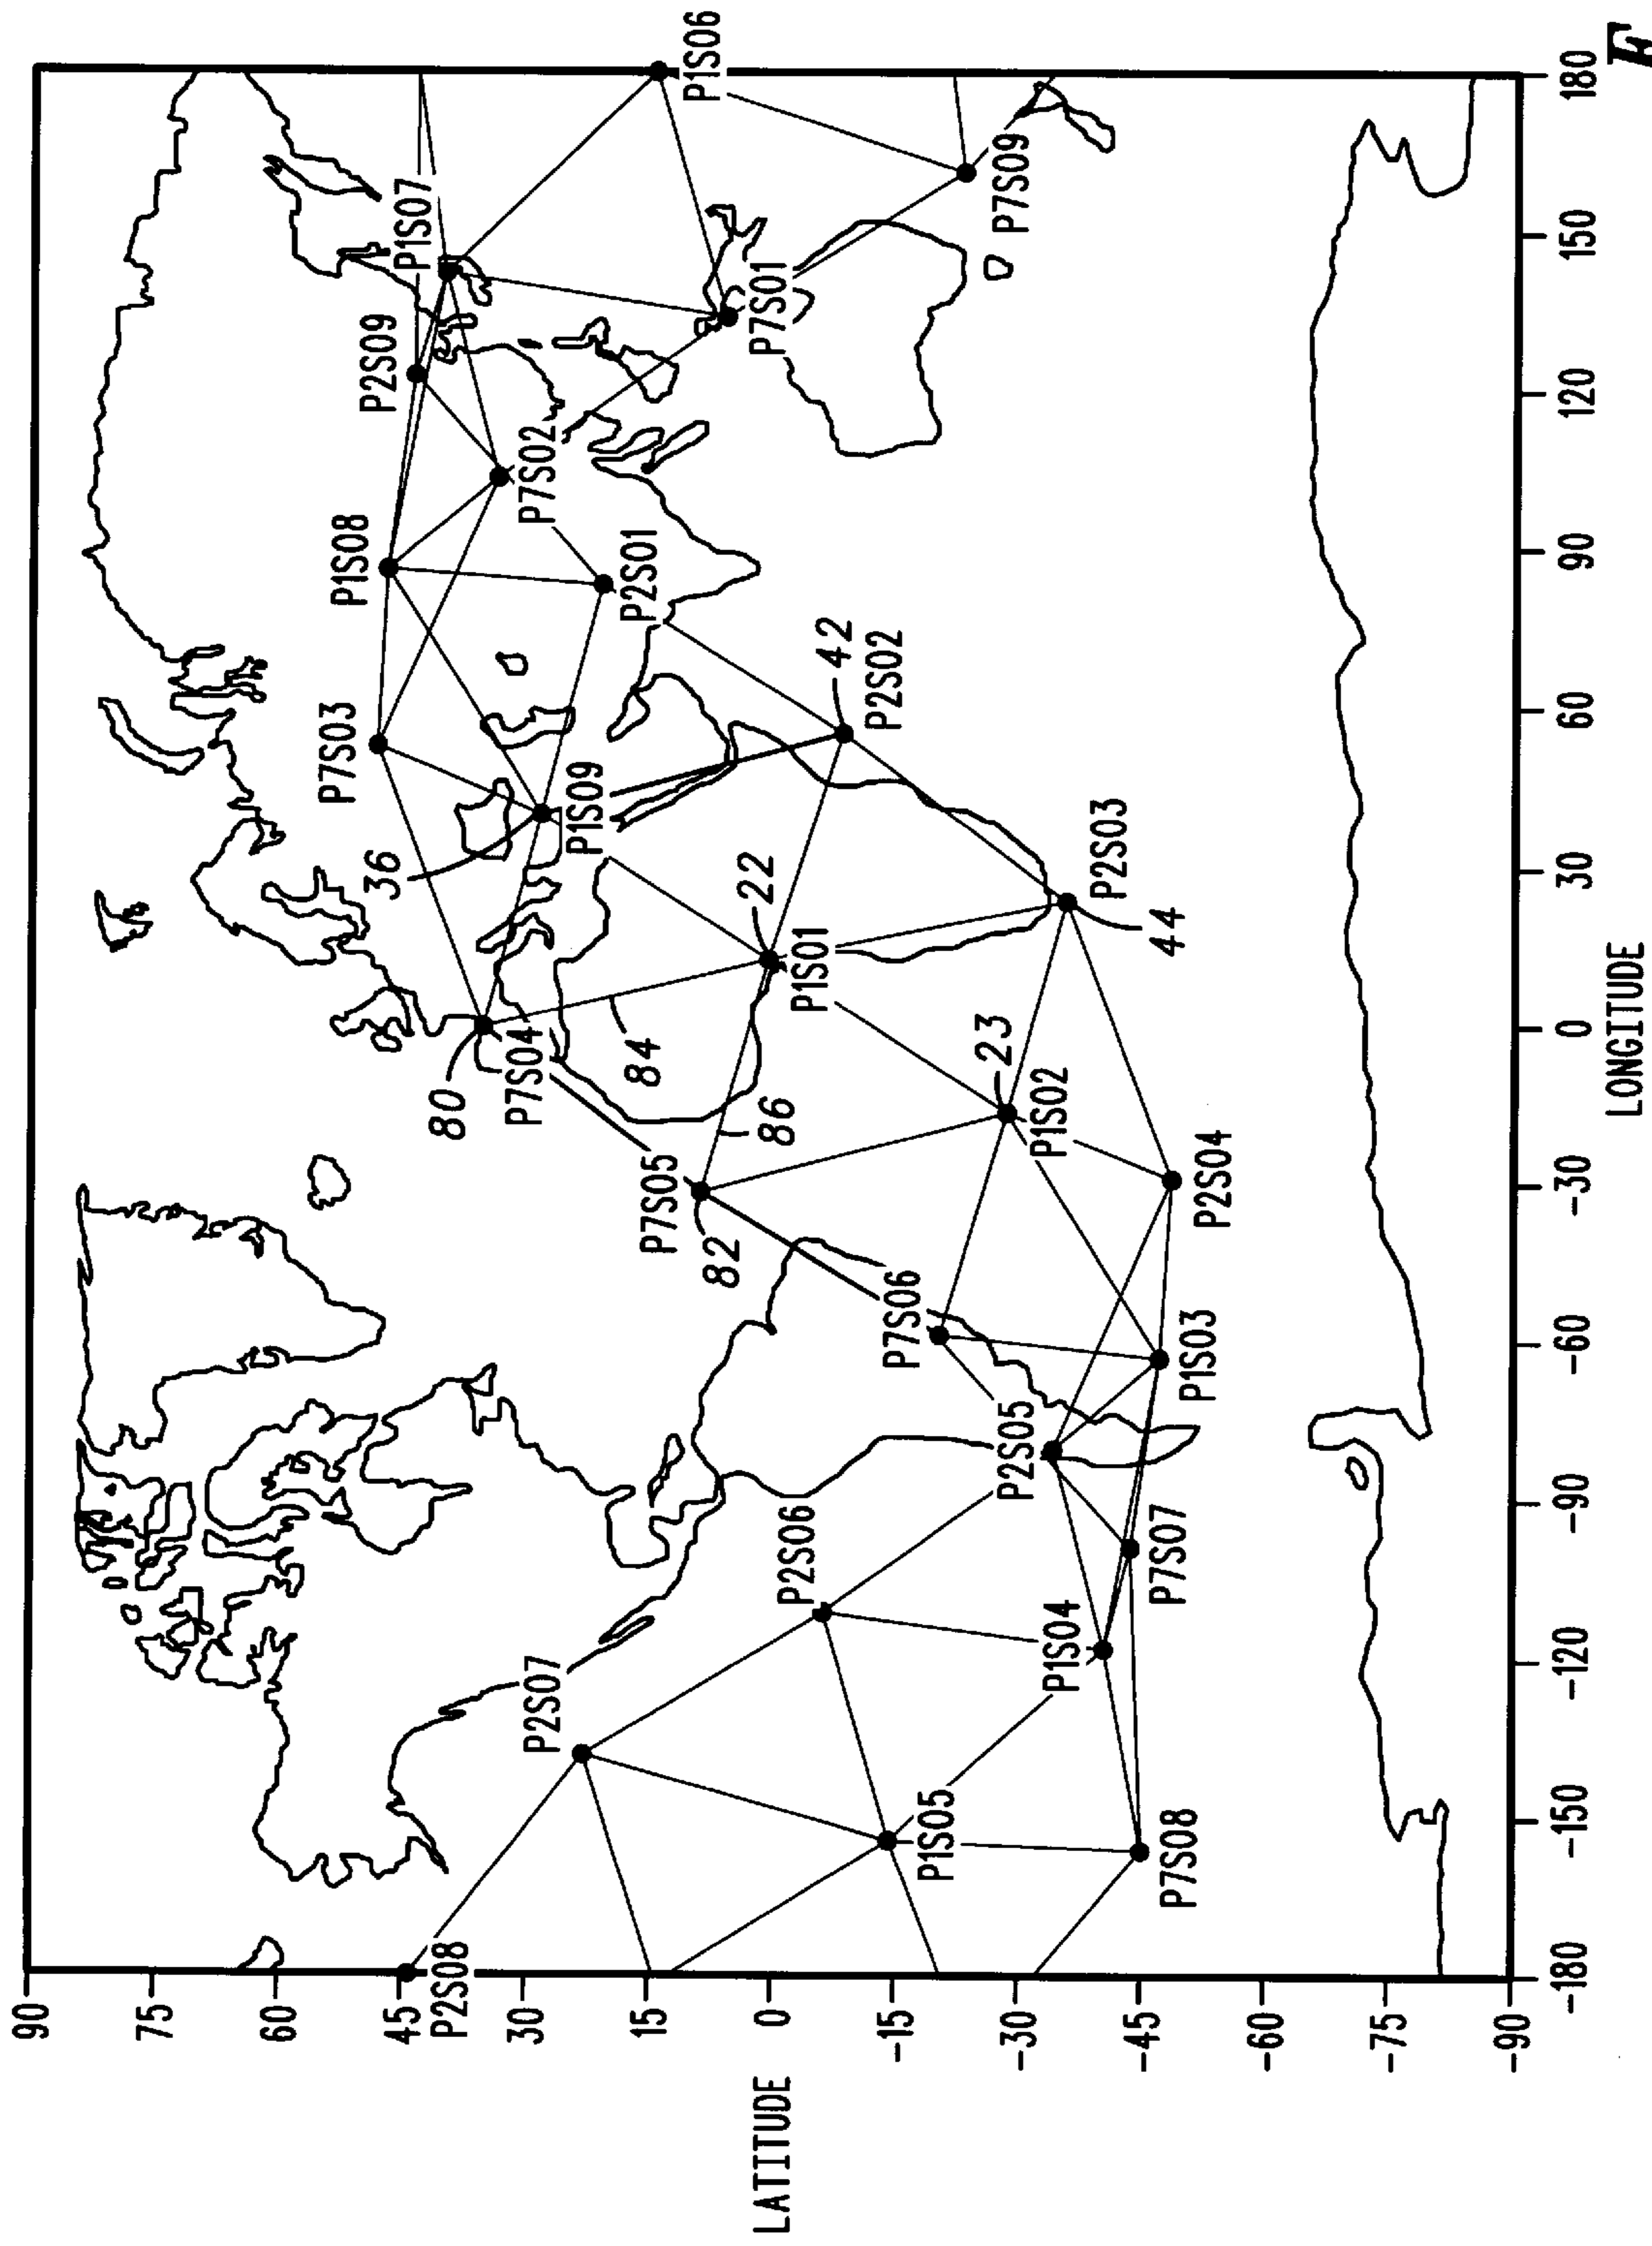 90
75
60
45
30
15
0
-15
-30
-45
-60
-75
-90
LATITUDE
-180
-150
-120
-90
-60
-30
0
30
60
90
120
150
180
LONGITUDE
P2S08
P2S07
P1S05
P7S08
P2S06
P1S04
P7S07
P2S05
P7S06
P1S03
P7S05
82
86
P2S04
P1S02
23
80
P7S04
84
P1S01
22
P2S03
44
36
P1S09
P7S03
P2S02
42
P1S08
P2S01
P7S02
P2S09
P1S07
P7S01
P7S09
P1S06
F